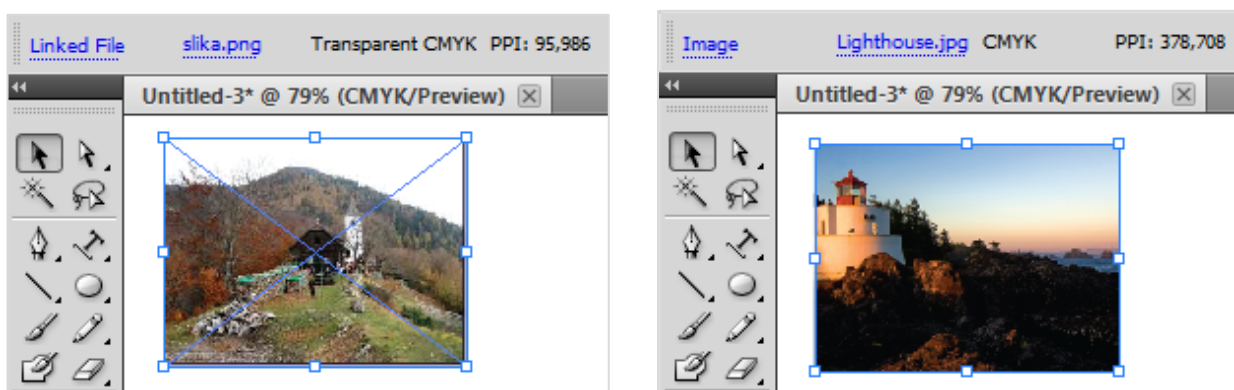 Linked File slika.png Transparent CMYK PPI: 95,986
Untitled-3* @ 79% (CMYK/Preview)
Image Lighthouse.jpg CMYK PPI: 378,708
Untitled-3* @ 79% (CMYK/Preview)